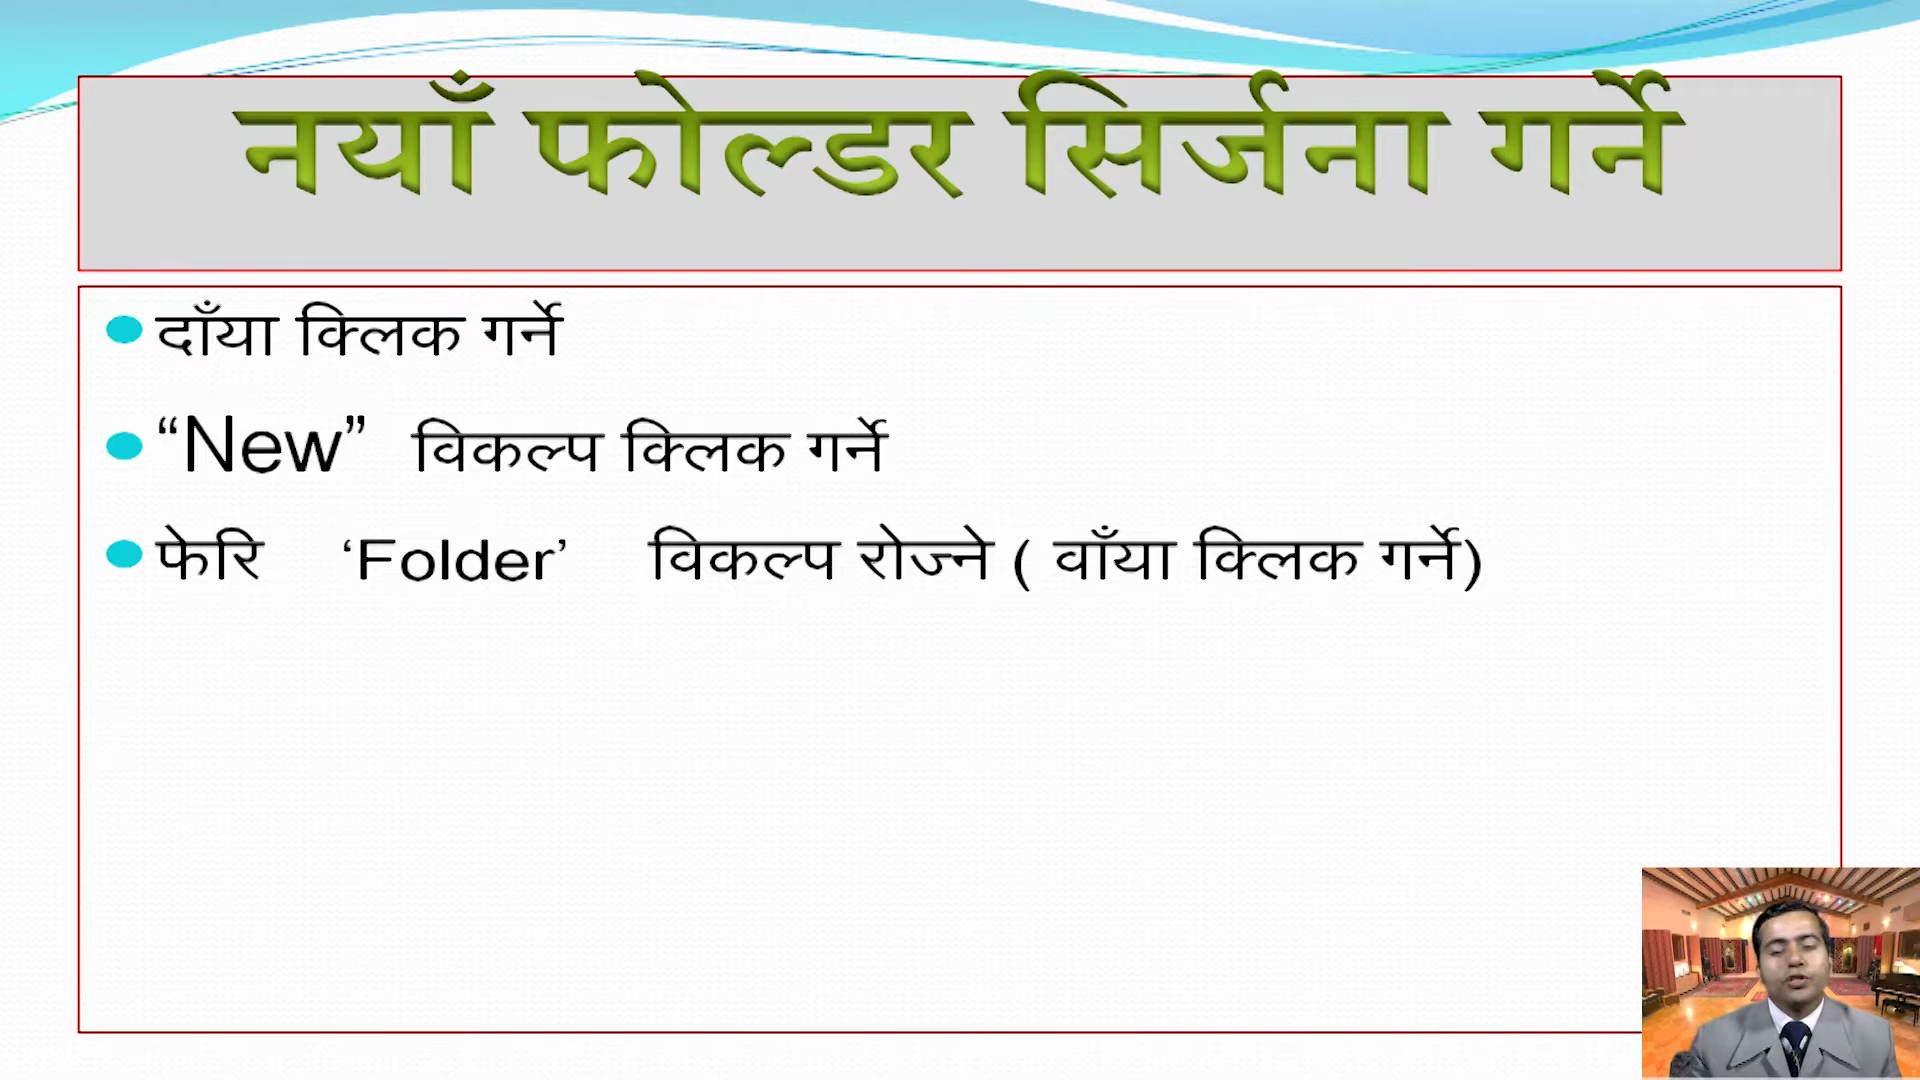 नयाँ फोल्डर सिर्जना गर्ने
दाँया क्लिक गर्ने
“New” विकल्प क्लिक गर्ने
फेरि ‘Folder’ विकल्प रोज्ने ( वाँया क्लिक गर्ने)